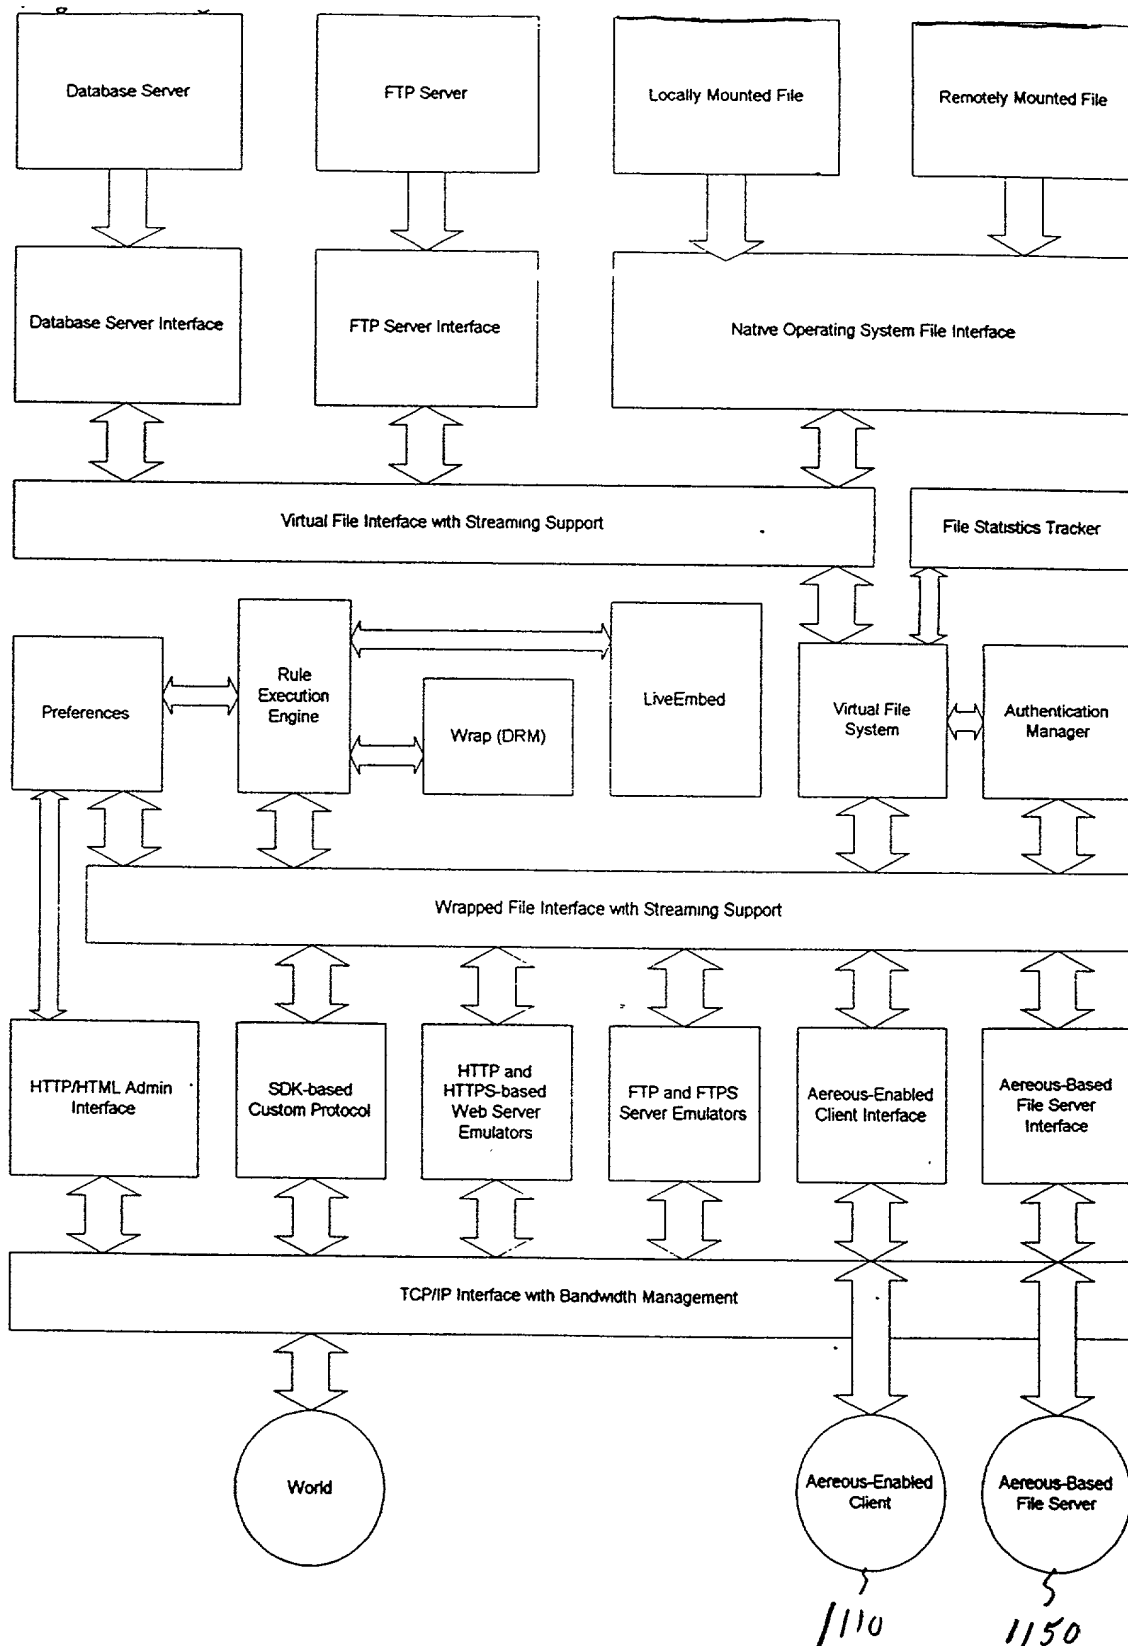 Database Server
FTP Server
Locally Mounted File
Remotely Mounted File
Database Server Interface
FTP Server Interface
Native Operating System File Interface
Virtual File Interface with Streaming Support
File Statistics Tracker
Preferences
Rule
Execution
Engine
Wrap (DRM)
LiveEmbed
Virtual File
System
Authentication
Manager
Wrapped File Interface with Streaming Support
HTTP/HTML Admin
Interface
SDK-based
Custom Protocol
HTTP and
HTTPS-based
Web Server
Emulators
FTP and FTPS
Server Emulators
Aereous-Enabled
Client Interface
Aereous-Based
File Server
Interface
TCP/IP Interface with Bandwidth Management
World
Aereous-Enabled
Client
Aereous-Based
File Server
1110
1150